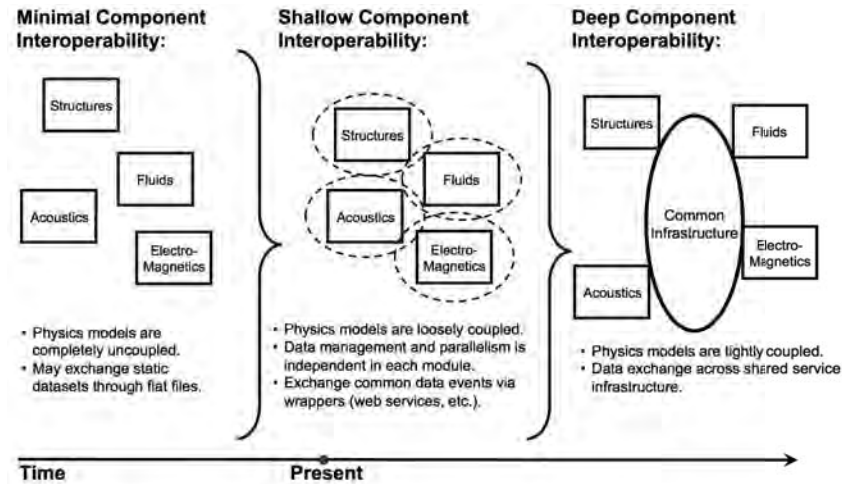 Minimal Component
Interoperability:
Structures
Fluids
Acoustics
Electro-
Magnetics
• Physics models are
completely uncoupled.
• May exchange static
datasets through flat files.
Shallow Component
Interoperability:
Structures
Fluids
Acoustics
Electro-
Magnetics
• Physics models are loosely coupled.
• Data management and parallelism is
independent in each module.
• Exchange common data events via
wrappers (web services, etc.).
Deep Component
Interoperability:
Structures
Fluids
Common
Infrastructure
Electro-
Magnetics
Acoustics
• Physics models are tightly coupled.
• Data exchange across shared service
infrastructure.
Time
Present